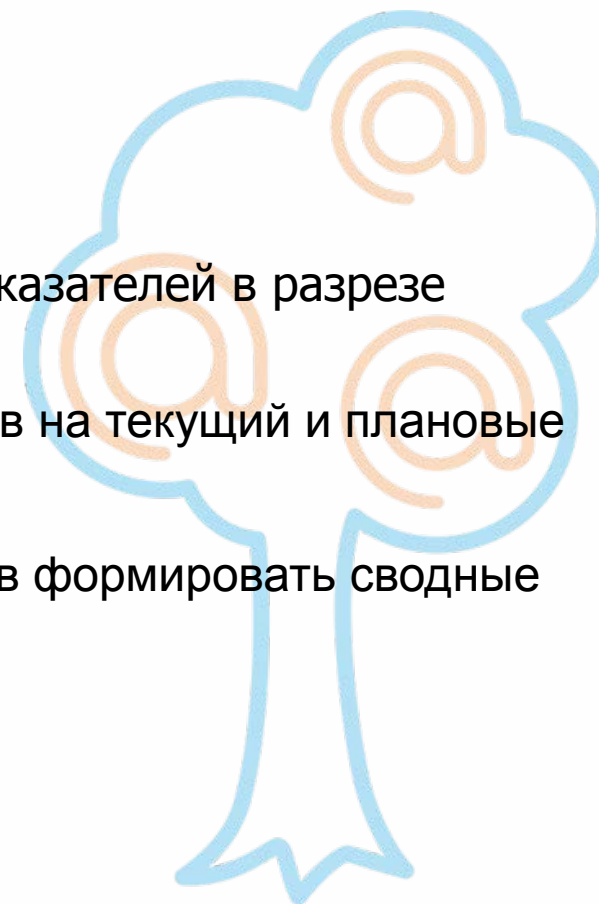 казателей в разрезе
в на текущий и плановые
в формировать сводные